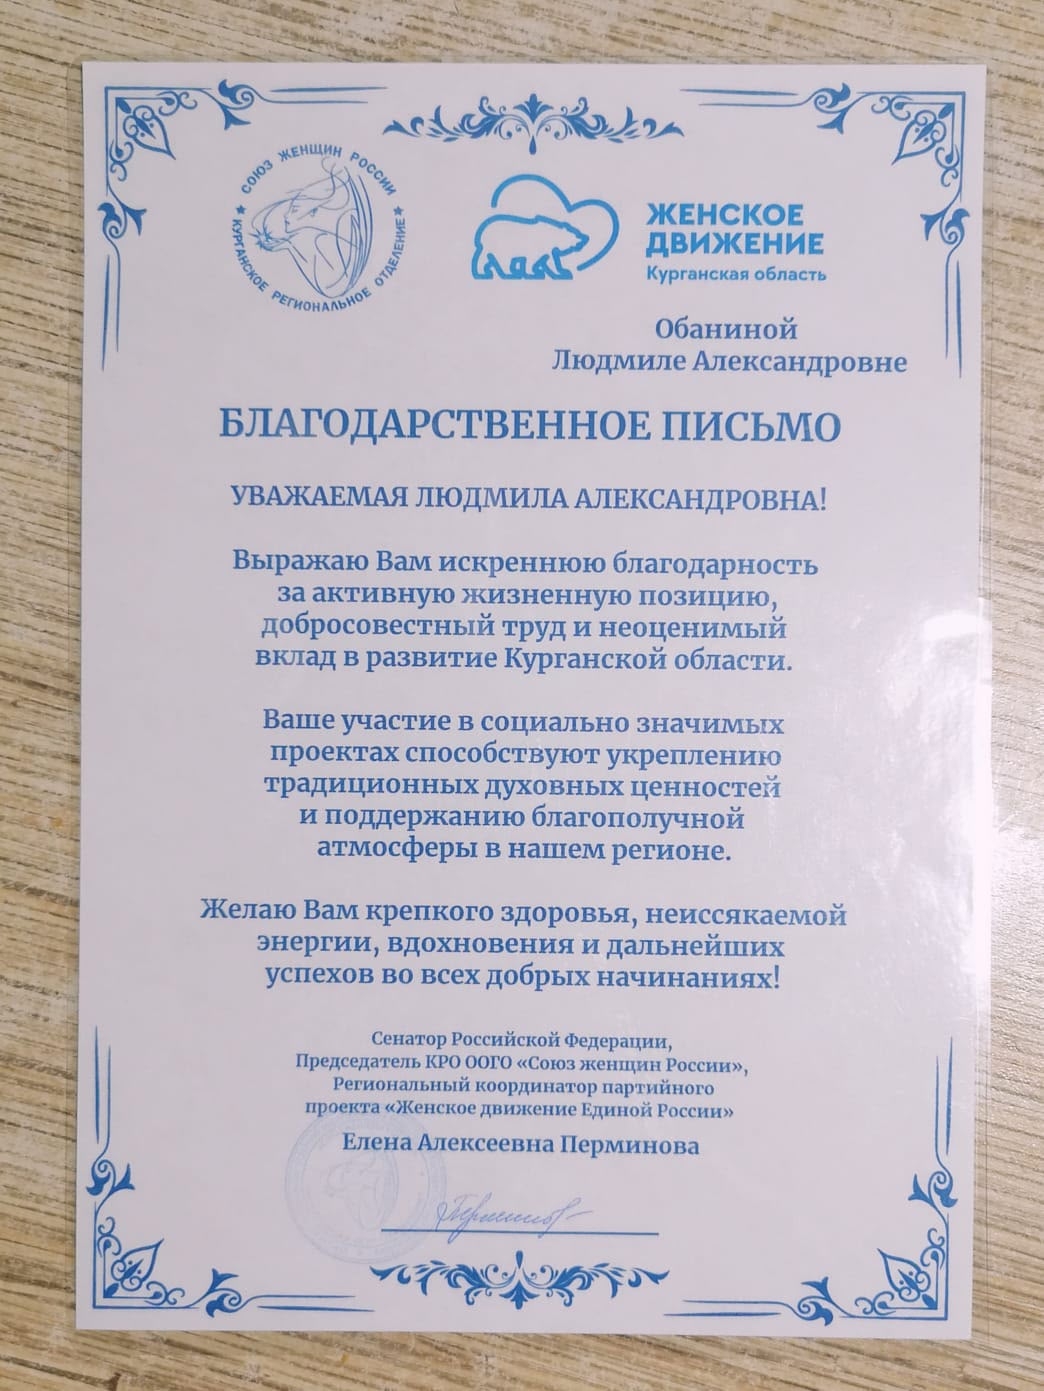 СОЮЗ ЖЕНЩИН РОССИИ
КУРГАНСКОЕ РЕГИОНАЛЬНОЕ ОТДЕЛЕНИЕ
ЖЕНСКОЕ
ДВИЖЕНИЕ
Курганская область
Обаниной
Людмиле Александровне
БЛАГОДАРСТВЕННОЕ ПИСЬМО
УВАЖАЕМАЯ ЛЮДМИЛА АЛЕКСАНДРОВНА!
Выражаю Вам искреннюю благодарность
за активную жизненную позицию,
добросовестный труд и неоценимый
вклад в развитие Курганской области.
Ваше участие в социально значимых
проектах способствуют укреплению
традиционных духовных ценностей
и поддержанию благополучной
атмосферы в нашем регионе.
Желаю Вам крепкого здоровья, неиссякаемой
энергии, вдохновения и дальнейших
успехов во всех добрых начинаниях!
Сенатор Российской Федерации,
Председатель КРО ООГО «Союз женщин России»,
Региональный координатор партийного
проекта «Женское движение Единой России»
Елена Алексеевна Перминова